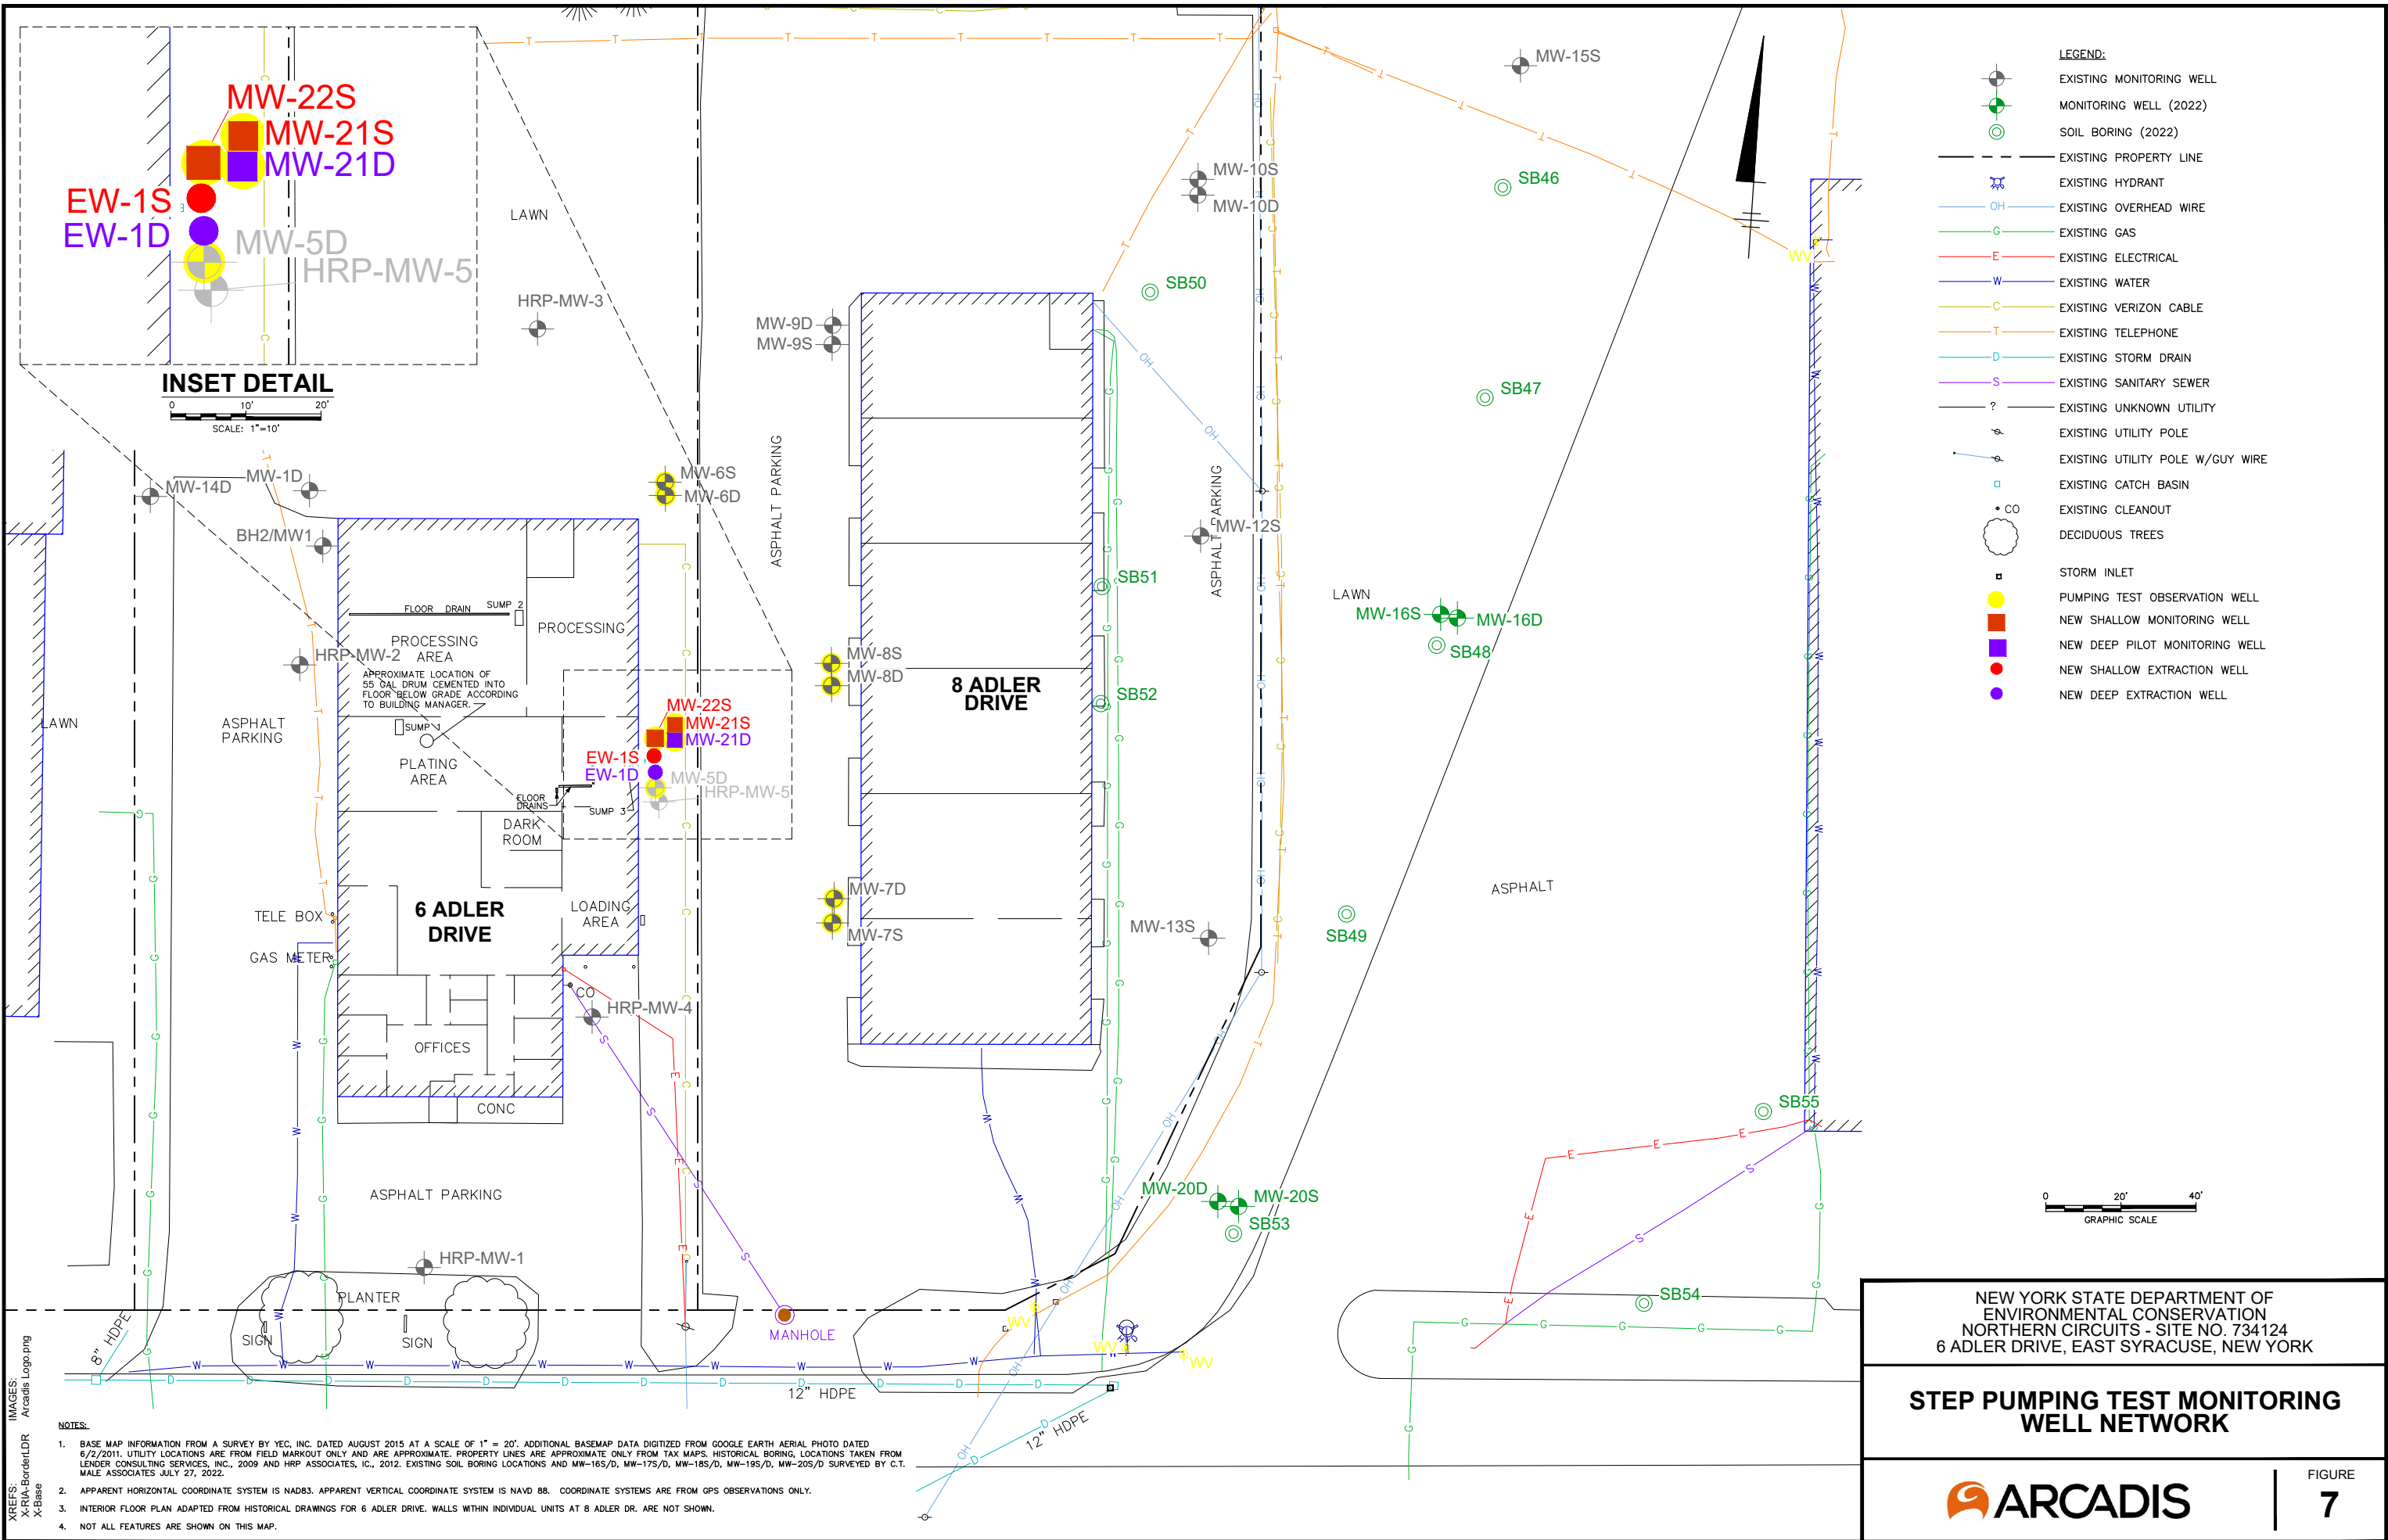 MW-22S
MW-21S
MW-21D
EW-1S
EW-1D
MW-5D
HRP-MW-5
INSET DETAIL
0 10' 20'
SCALE: 1"=10'
LAWN
HRP-MW-3
MW-15S
MW-10S
MW-10D
SB46
SB50
MW-9D
MW-9S
SB47
WV
ASPHALT PARKING
ASPHALT PARKING
MW-14D
MW-1D
BH2/MW1
MW-6S
MW-6D
MW-12S
SB51
LAWN
MW-16S
MW-16D
SB48
FLOOR DRAIN
SUMP 2
PROCESSING
AREA
PROCESSING
HRP-MW-2
APPROXIMATE LOCATION OF
55 GAL DRUM CEMENTED INTO
FLOOR BELOW GRADE ACCORDING
TO BUILDING MANAGER.
MW-8S
MW-8D
8 ADLER
DRIVE
SB52
LAWN
ASPHALT
PARKING
SUMP 1
PLATING
AREA
MW-22S
MW-21S
MW-21D
EW-1S
EW-1D
MW-5D
HRP-MW-5
FLOOR
DRAINS
SUMP 3
DARK
ROOM
MW-7D
MW-7S
ASPHALT
SB49
MW-13S
TELE BOX
6 ADLER
DRIVE
LOADING
AREA
GAS METER
CO
HRP-MW-4
OFFICES
CONC
SB55
ASPHALT PARKING
MW-20D
MW-20S
SB53
HRP-MW-1
PLANTER
SIGN
SIGN
8" HDPE
MANHOLE
WV
WV
WV
SB54
12" HDPE
12" HDPE
LEGEND:
EXISTING MONITORING WELL
MONITORING WELL (2022)
SOIL BORING (2022)
EXISTING PROPERTY LINE
EXISTING HYDRANT
OH EXISTING OVERHEAD WIRE
G EXISTING GAS
E EXISTING ELECTRICAL
W EXISTING WATER
C EXISTING VERIZON CABLE
T EXISTING TELEPHONE
D EXISTING STORM DRAIN
S EXISTING SANITARY SEWER
? EXISTING UNKNOWN UTILITY
EXISTING UTILITY POLE
EXISTING UTILITY POLE W/GUY WIRE
EXISTING CATCH BASIN
CO EXISTING CLEANOUT
DECIDUOUS TREES
STORM INLET
PUMPING TEST OBSERVATION WELL
NEW SHALLOW MONITORING WELL
NEW DEEP PILOT MONITORING WELL
NEW SHALLOW EXTRACTION WELL
NEW DEEP EXTRACTION WELL
0 20' 40'
GRAPHIC SCALE
NOTES:
1. BASE MAP INFORMATION FROM A SURVEY BY YEC, INC. DATED AUGUST 2015 AT A SCALE OF 1" = 20'. ADDITIONAL BASEMAP DATA DIGITIZED FROM GOOGLE EARTH AERIAL PHOTO DATED
6/2/2011. UTILITY LOCATIONS ARE FROM FIELD MARKOUT ONLY AND ARE APPROXIMATE. PROPERTY LINES ARE APPROXIMATE ONLY FROM TAX MAPS. HISTORICAL BORING, LOCATIONS TAKEN FROM
LENDER CONSULTING SERVICES, INC., 2009 AND HRP ASSOCIATES, IC., 2012. EXISTING SOIL BORING LOCATIONS AND MW-16S/D, MW-17S/D, MW-18S/D, MW-19S/D, MW-20S/D SURVEYED BY C.T.
MALE ASSOCIATES JULY 27, 2022.
2. APPARENT HORIZONTAL COORDINATE SYSTEM IS NAD83. APPARENT VERTICAL COORDINATE SYSTEM IS NAVD 88. COORDINATE SYSTEMS ARE FROM GPS OBSERVATIONS ONLY.
3. INTERIOR FLOOR PLAN ADAPTED FROM HISTORICAL DRAWINGS FOR 6 ADLER DRIVE. WALLS WITHIN INDIVIDUAL UNITS AT 8 ADLER DR. ARE NOT SHOWN.
4. NOT ALL FEATURES ARE SHOWN ON THIS MAP.
XREFS:
X-RIA-BorderLDR
X-Base
IMAGES:
Arcadis Logo.png
NEW YORK STATE DEPARTMENT OF
ENVIRONMENTAL CONSERVATION
NORTHERN CIRCUITS - SITE NO. 734124
6 ADLER DRIVE, EAST SYRACUSE, NEW YORK
STEP PUMPING TEST MONITORING
WELL NETWORK
ARCADIS
FIGURE
7